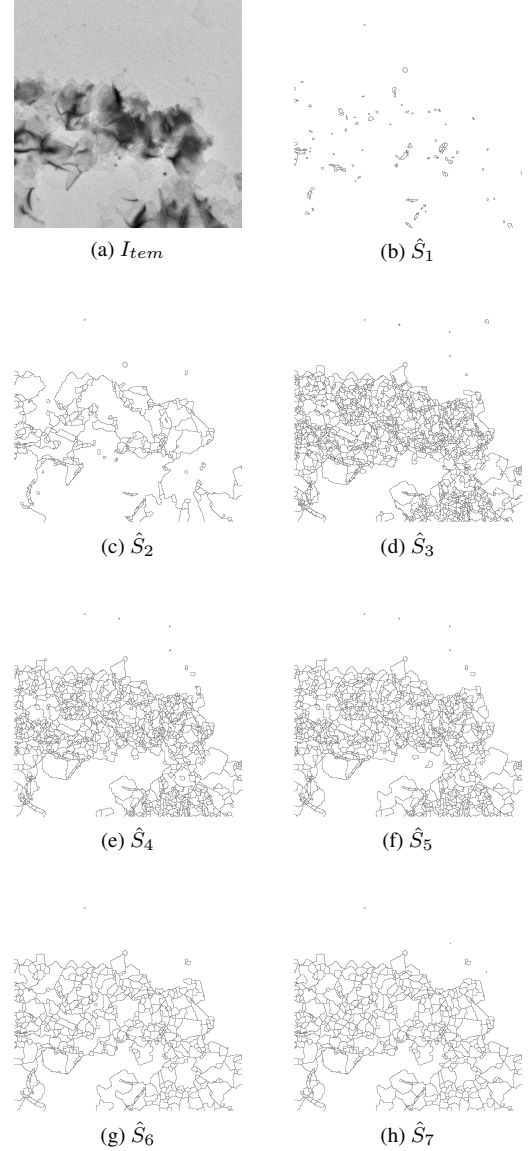 (a) I_{tem}
(b) Ŝ_1
(c) Ŝ_2
(d) Ŝ_3
(e) Ŝ_4
(f) Ŝ_5
(g) Ŝ_6
(h) Ŝ_7